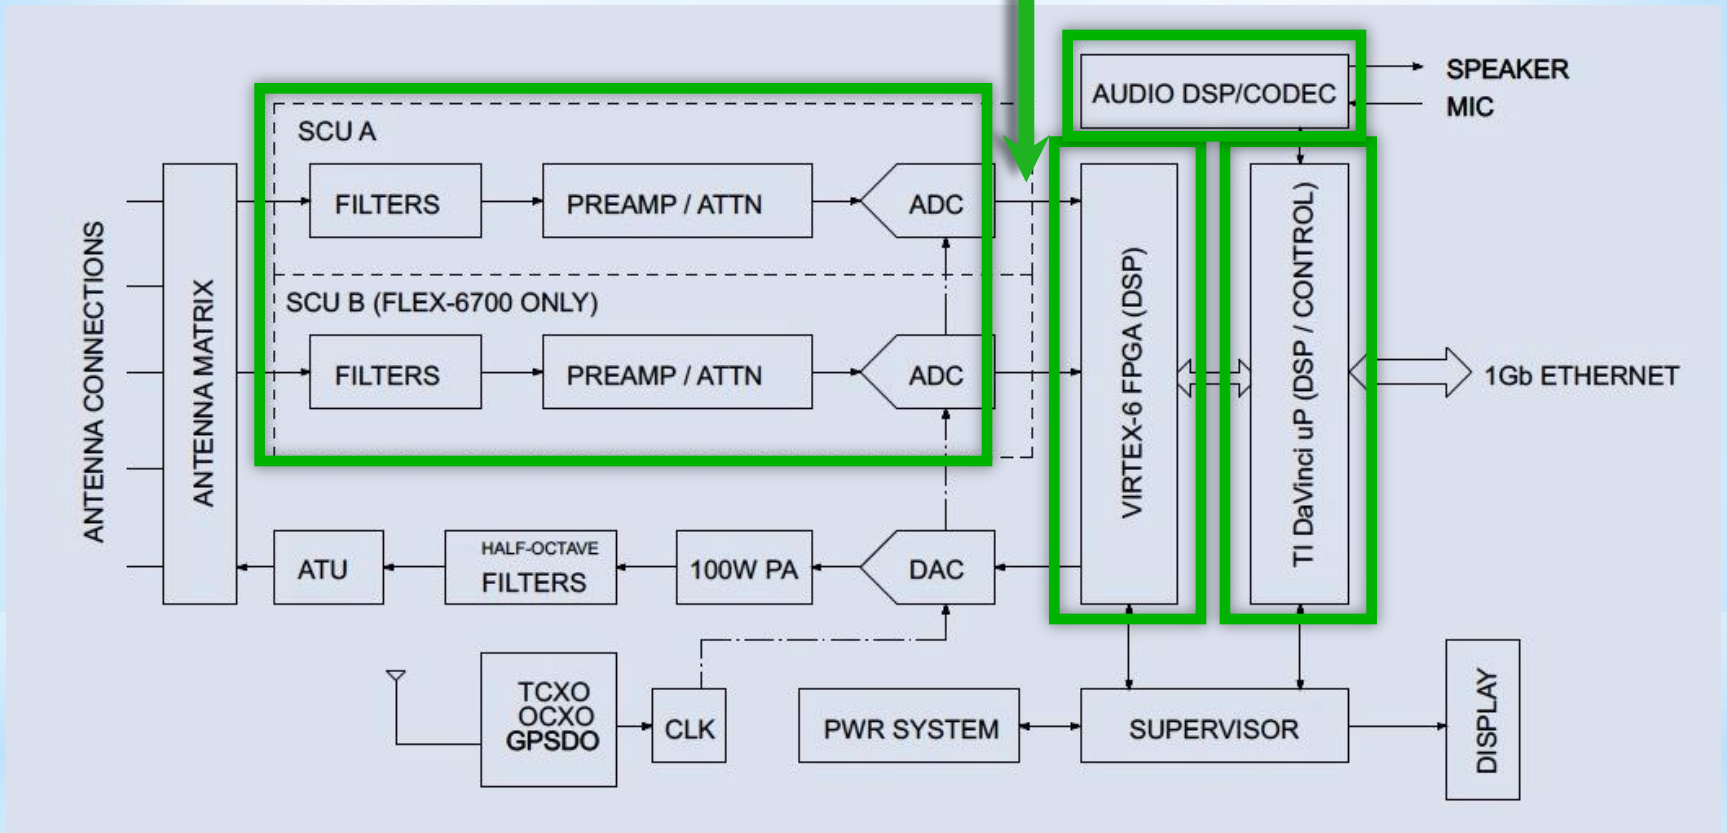 AUDIO DSP/CODEC
SPEAKER
MIC
SCU A
FILTERS
PREAMP / ATTN
ADC
SCU B (FLEX-6700 ONLY)
FILTERS
PREAMP / ATTN
ADC
ANTENNA CONNECTIONS
ANTENNA MATRIX
VIRTEX-6 FPGA (DSP)
TI DaVinci uP (DSP / CONTROL)
1Gb ETHERNET
ATU
HALF-OCTAVE
FILTERS
100W PA
DAC
TCXO
OCXO
GPSDO
CLK
PWR SYSTEM
SUPERVISOR
DISPLAY